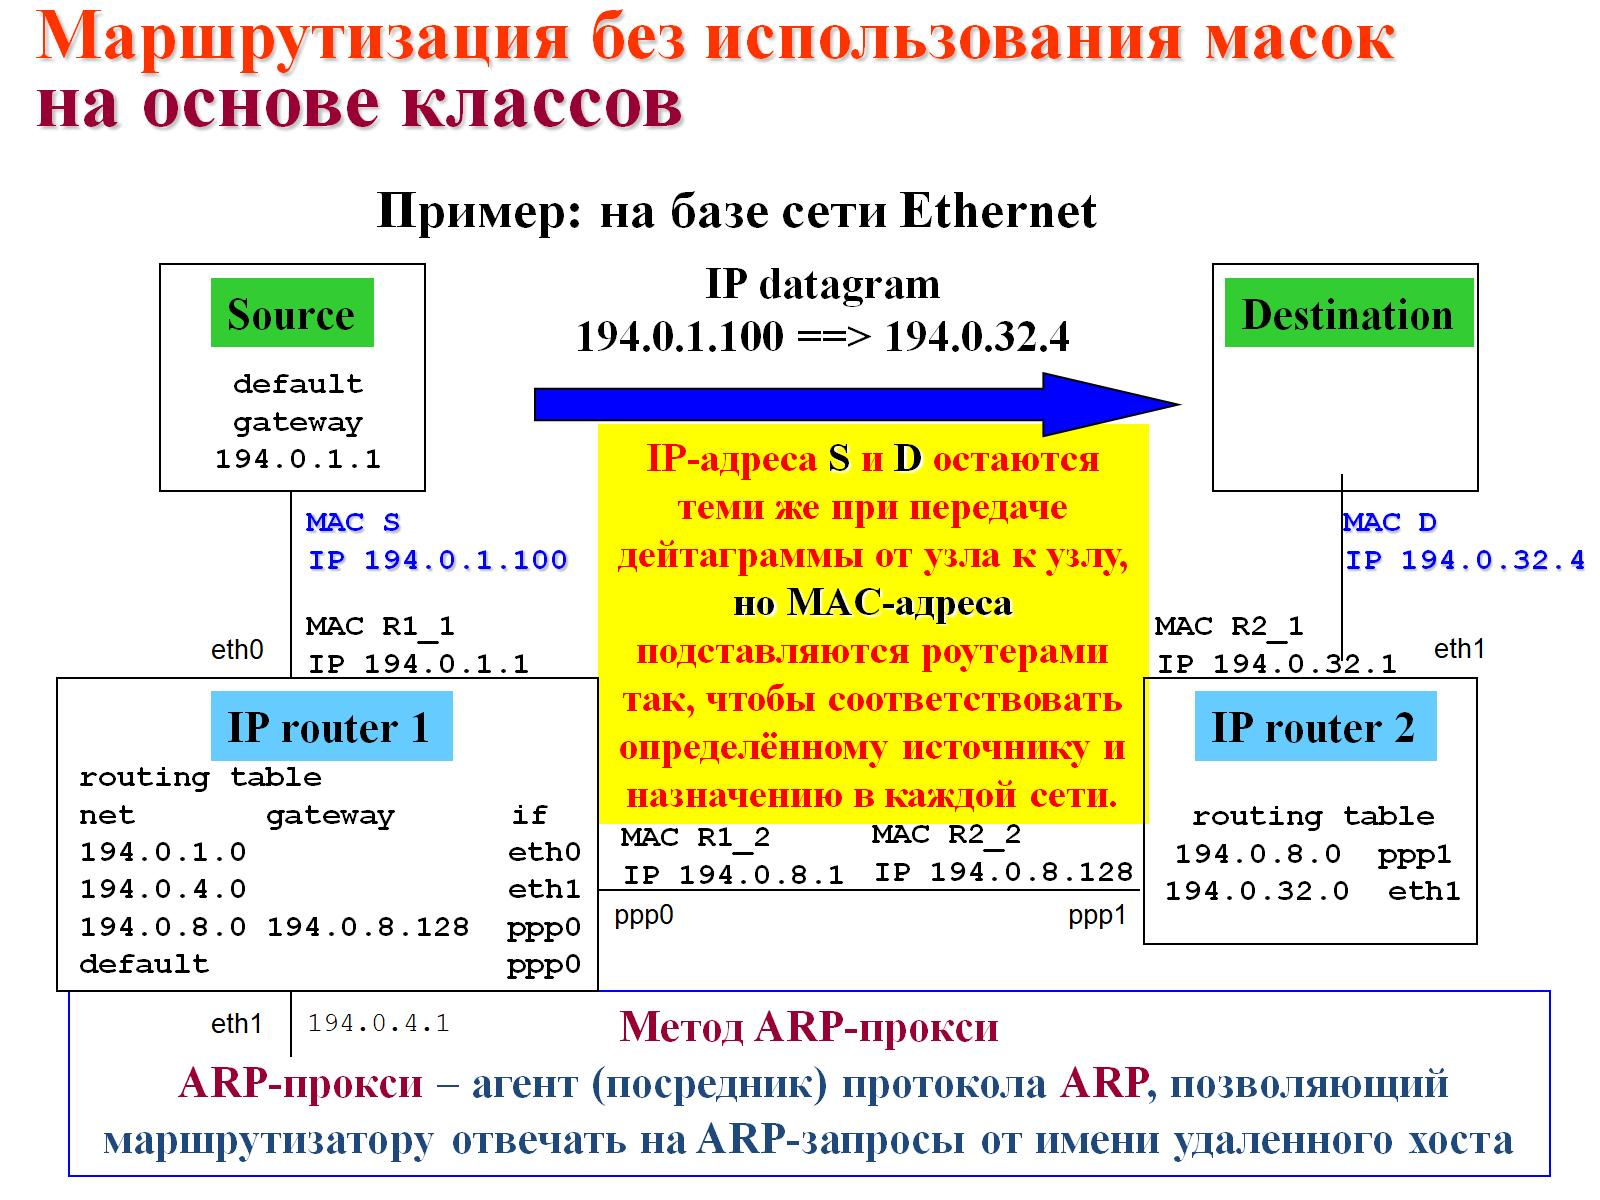 Маршрутизация без использования масок
на основе классов
Пример: на базе сети Ethernet
IP datagram
194.0.1.100 ==> 194.0.32.4
Source
default
gateway
194.0.1.1
Destination
MAC S
IP 194.0.1.100
MAC D
IP 194.0.32.4
IP-адреса S и D остаются
теми же при передаче
дейтаграммы от узла к узлу,
но MAC-адреса
подставляются роутерами
так, чтобы соответствовать
определённому источнику и
назначению в каждой сети.
eth0
MAC R1_1
IP 194.0.1.1
MAC R2_1
IP 194.0.32.1
eth1
IP router 1
routing table
net gateway if
194.0.1.0 eth0
194.0.4.0 eth1
194.0.8.0 194.0.8.128 ppp0
default ppp0
MAC R1_2
IP 194.0.8.1
MAC R2_2
IP 194.0.8.128
ppp0
ppp1
IP router 2
routing table
194.0.8.0 ppp1
194.0.32.0 eth1
eth1
194.0.4.1
Метод ARP-прокси
ARP-прокси – агент (посредник) протокола ARP, позволяющий
маршрутизатору отвечать на ARP-запросы от имени удаленного хоста